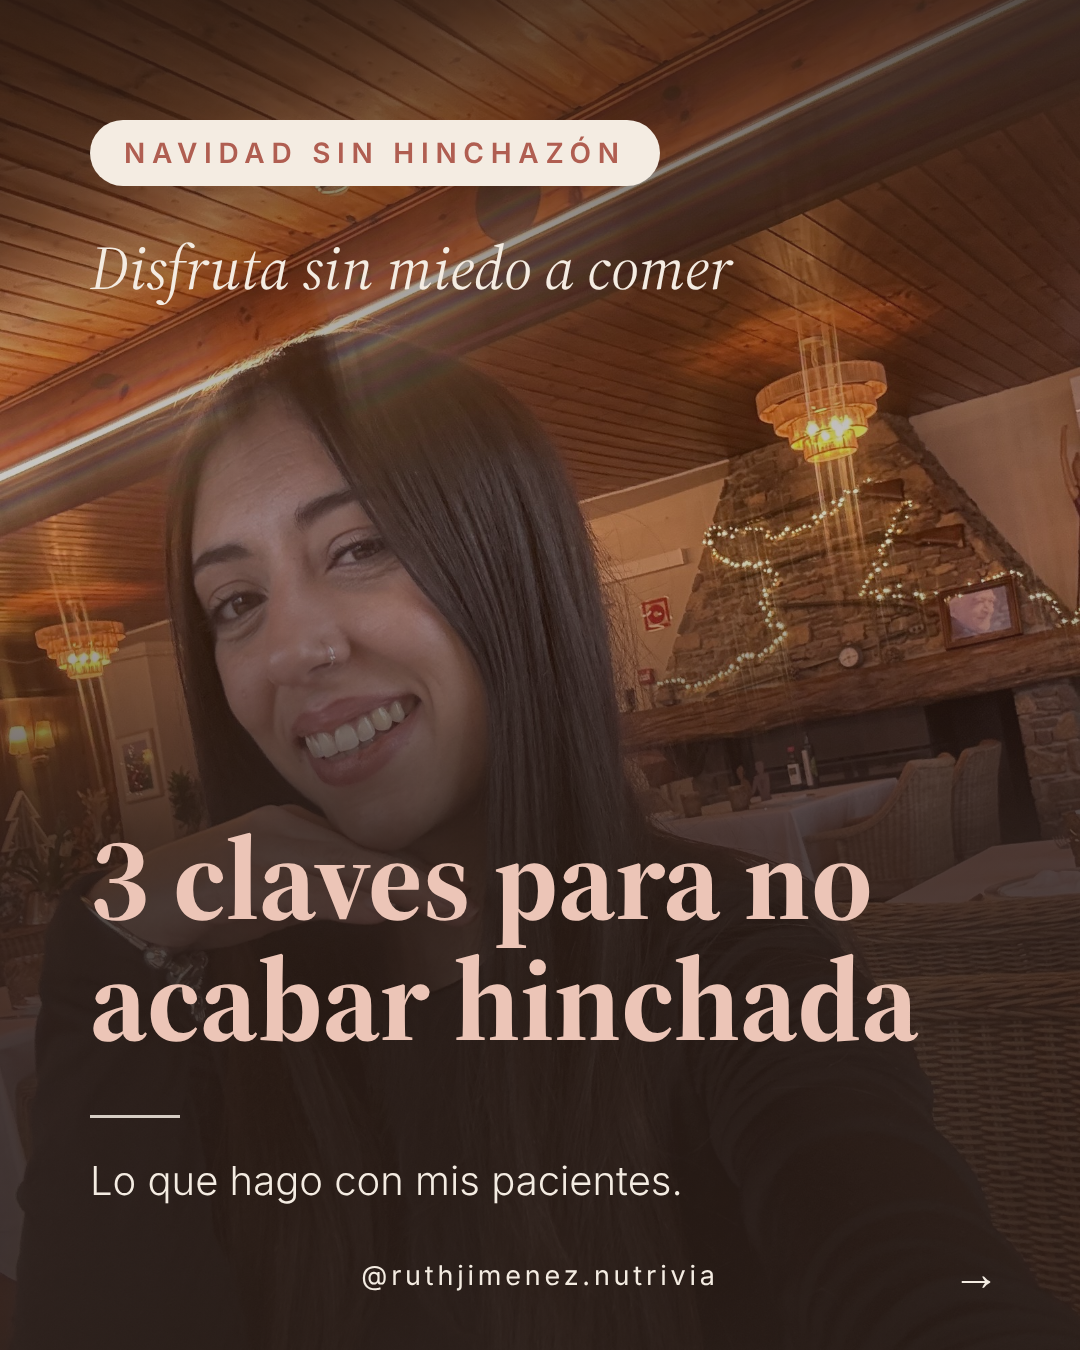 NAVIDAD SIN HINCHAZÓN
Disfruta sin miedo a comer
3 claves para no
acabar hinchada
Lo que hago con mis pacientes.
@ruthjimenez.nutrivia
→